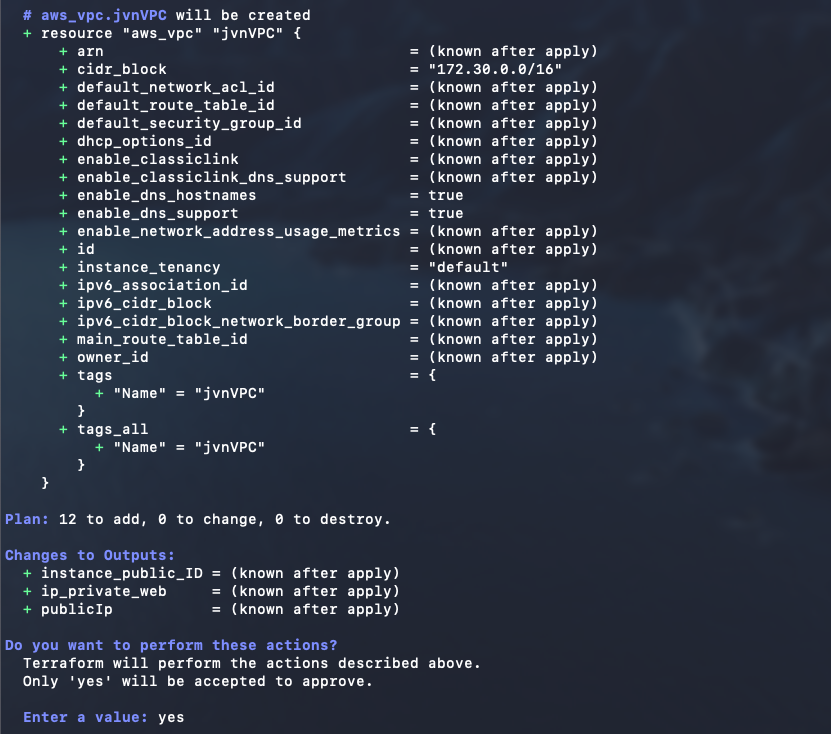 # aws_vpc.jvnVPC will be created
+ resource "aws_vpc" "jvnVPC" {
+ arn = (known after apply)
+ cidr_block = "172.30.0.0/16"
+ default_network_acl_id = (known after apply)
+ default_route_table_id = (known after apply)
+ default_security_group_id = (known after apply)
+ dhcp_options_id = (known after apply)
+ enable_classiclink = (known after apply)
+ enable_classiclink_dns_support = (known after apply)
+ enable_dns_hostnames = true
+ enable_dns_support = true
+ enable_network_address_usage_metrics = (known after apply)
+ id = (known after apply)
+ instance_tenancy = "default"
+ ipv6_association_id = (known after apply)
+ ipv6_cidr_block = (known after apply)
+ ipv6_cidr_block_network_border_group = (known after apply)
+ main_route_table_id = (known after apply)
+ owner_id = (known after apply)
+ tags = {
+ "Name" = "jvnVPC"
}
+ tags_all = {
+ "Name" = "jvnVPC"
}
}
Plan: 12 to add, 0 to change, 0 to destroy.
Changes to Outputs:
+ instance_public_ID = (known after apply)
+ ip_private_web = (known after apply)
+ publicIp = (known after apply)
Do you want to perform these actions?
Terraform will perform the actions described above.
Only 'yes' will be accepted to approve.
Enter a value: yes